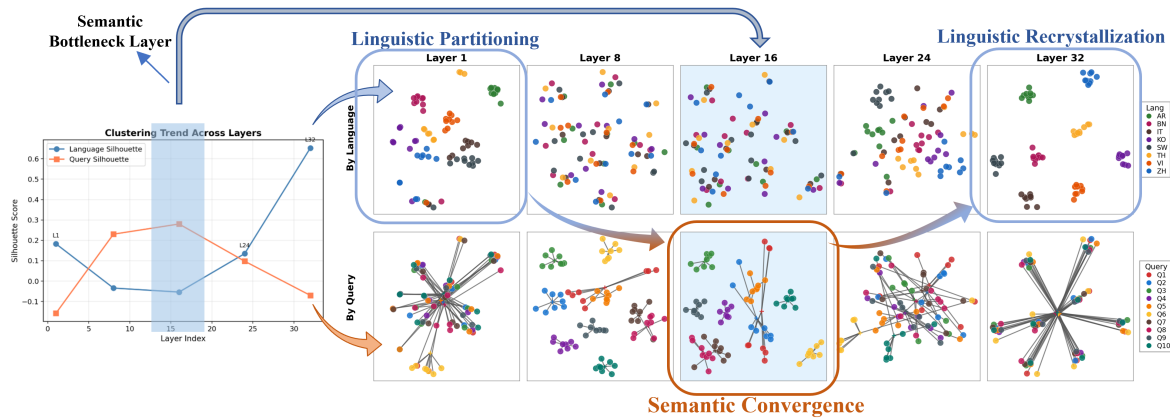 Semantic
Bottleneck Layer
Linguistic Partitioning
Linguistic Recrystallization
Layer 1
Layer 8
Layer 16
Layer 24
Layer 32
By Language
Lang
AR
BN
IT
KO
SW
TH
VI
ZH
Clustering Trend Across Layers
Language Silhouette
Query Silhouette
L1
L24
L32
Silhouette Score
0.6
0.5
0.4
0.3
0.2
0.1
0.0
−0.1
0
5
10
15
20
25
30
Layer Index
By Query
Query
Q1
Q2
Q3
Q4
Q5
Q6
Q7
Q8
Q9
Q10
Semantic Convergence